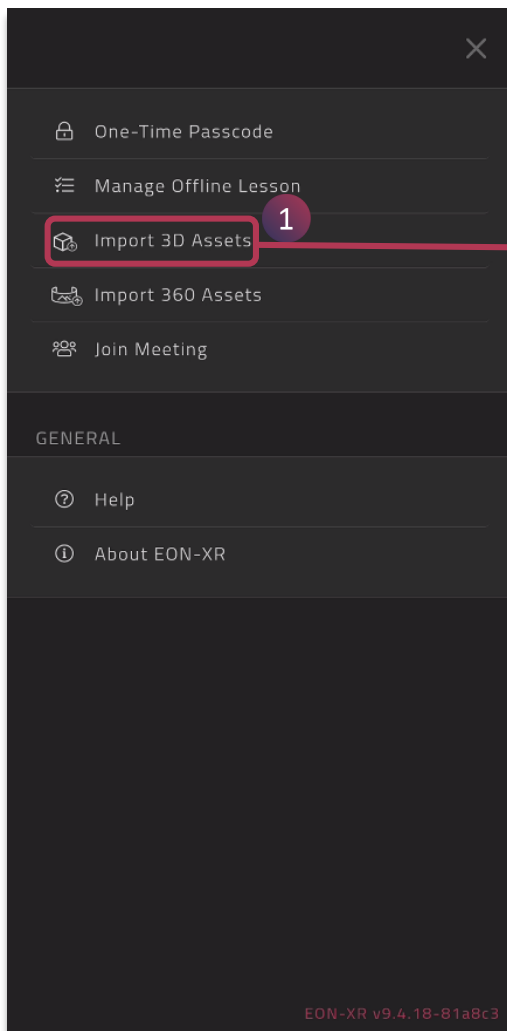 One-Time Passcode
Manage Offline Lesson
1
Import 3D Assets
Import 360 Assets
Join Meeting
GENERAL
Help
About EON-XR
EON-XR v9.4.18-81a8c3